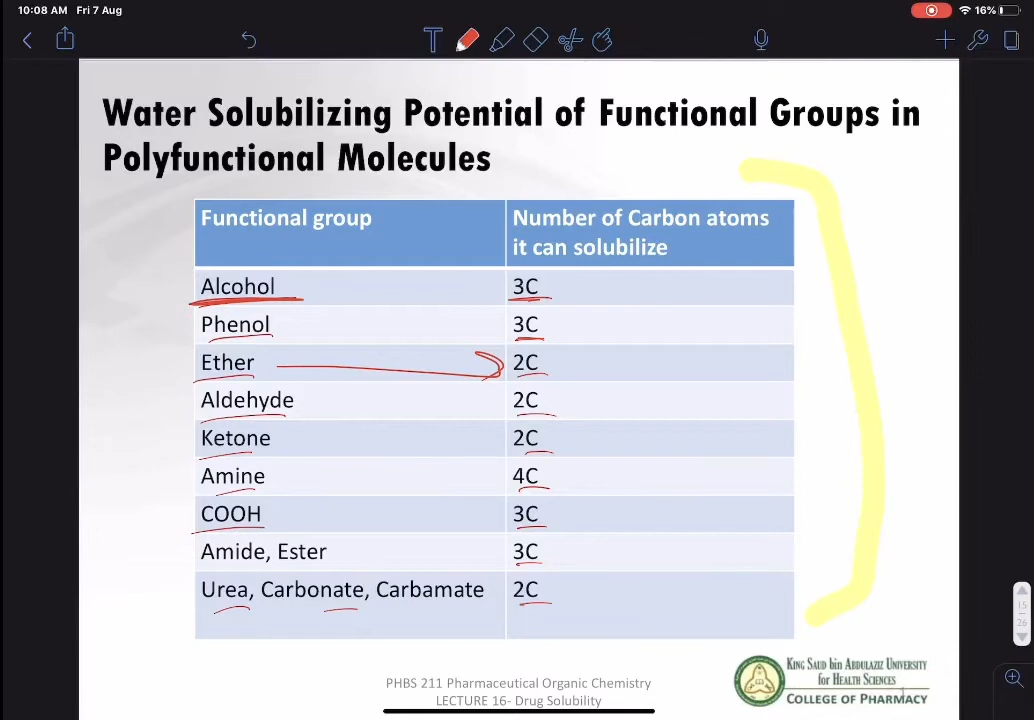 10:08 AM Fri 7 Aug
16%
Water Solubilizing Potential of Functional Groups in
Polyfunctional Molecules
Functional group Number of Carbon atoms
it can solubilize
Alcohol 3C
Phenol 3C
Ether 2C
Aldehyde 2C
Ketone 2C
Amine 4C
COOH 3C
Amide, Ester 3C
Urea, Carbonate, Carbamate 2C
15
26
PHBS 211 Pharmaceutical Organic Chemistry
LECTURE 16- Drug Solubility
King Saud bin Abdulaziz University
for Health Sciences
College of Pharmacy